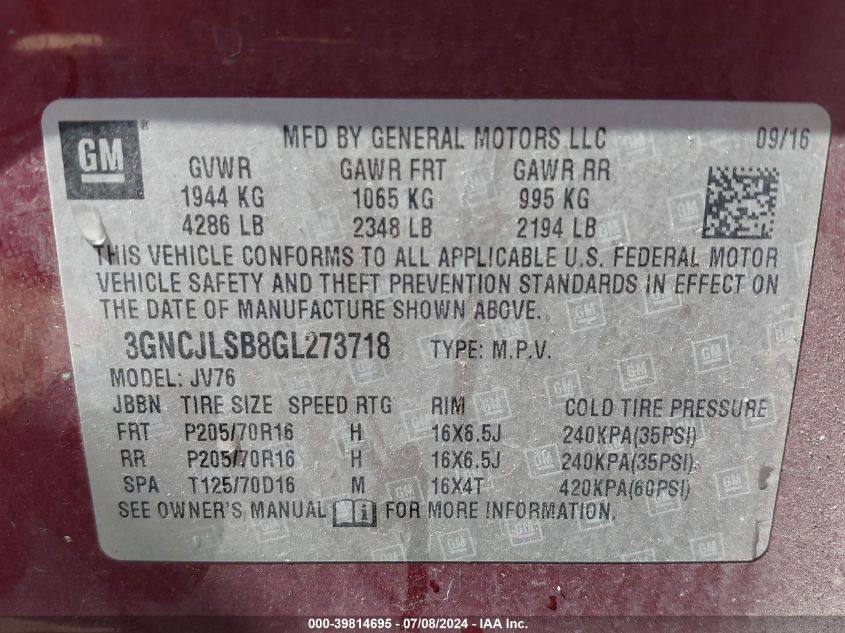 GM
®
MFD BY GENERAL MOTORS LLC 09/16
GVWR GAWR FRT GAWR RR
1944 KG 1065 KG 995 KG
4286 LB 2348 LB 2194 LB
THIS VEHICLE CONFORMS TO ALL APPLICABLE U.S. FEDERAL MOTOR
VEHICLE SAFETY AND THEFT PREVENTION STANDARDS IN EFFECT ON
THE DATE OF MANUFACTURE SHOWN ABOVE.
3GNCJLSB8GL273718 TYPE: M.P.V.
MODEL: JV76
JBBN TIRE SIZE SPEED RTG RIM COLD TIRE PRESSURE
FRT P205/70R16 H 16X6.5J 240KPA(35PSI)
RR P205/70R16 H 16X6.5J 240KPA(35PSI)
SPA T125/70D16 M 16X4T 420KPA(60PSI)
SEE OWNER'S MANUAL i FOR MORE INFORMATION.
000-39814695 - 07/08/2024 - IAA Inc.